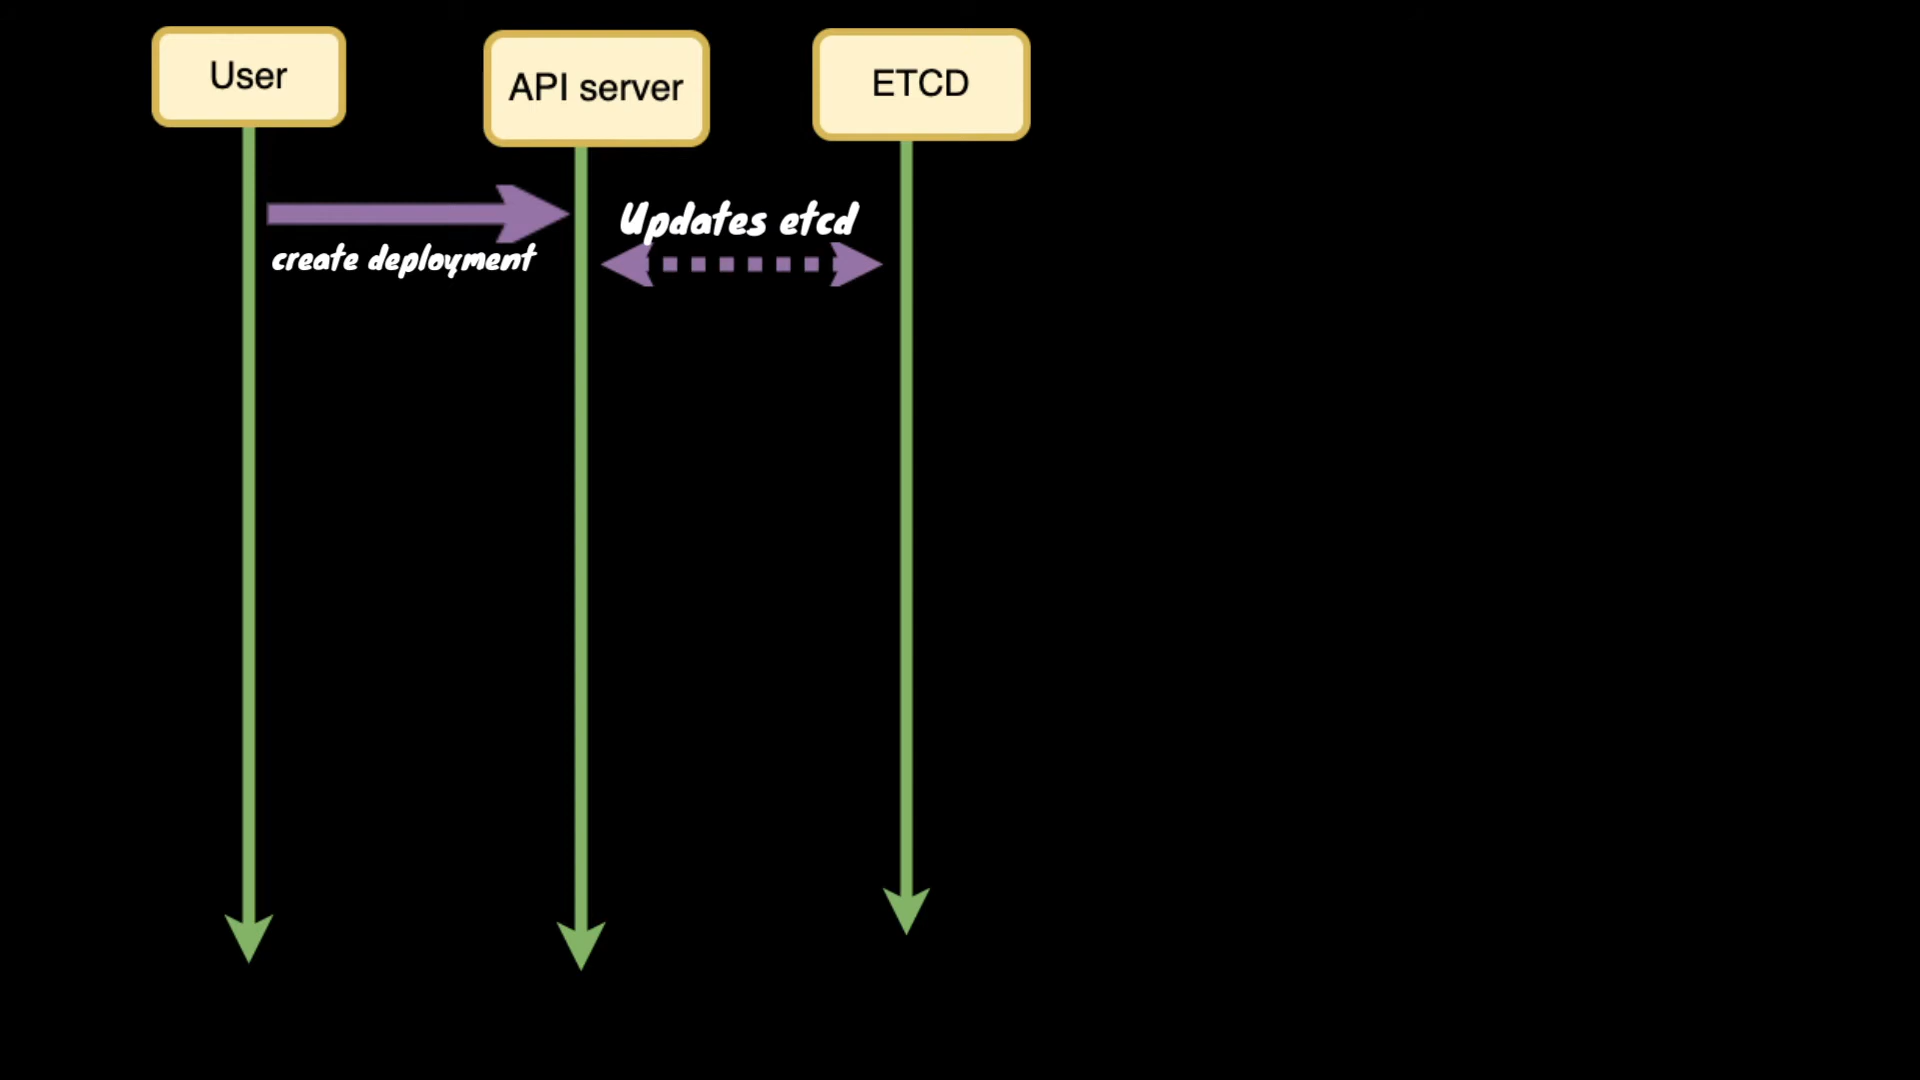 User
API server
ETCD
Updates etcd
create deployment